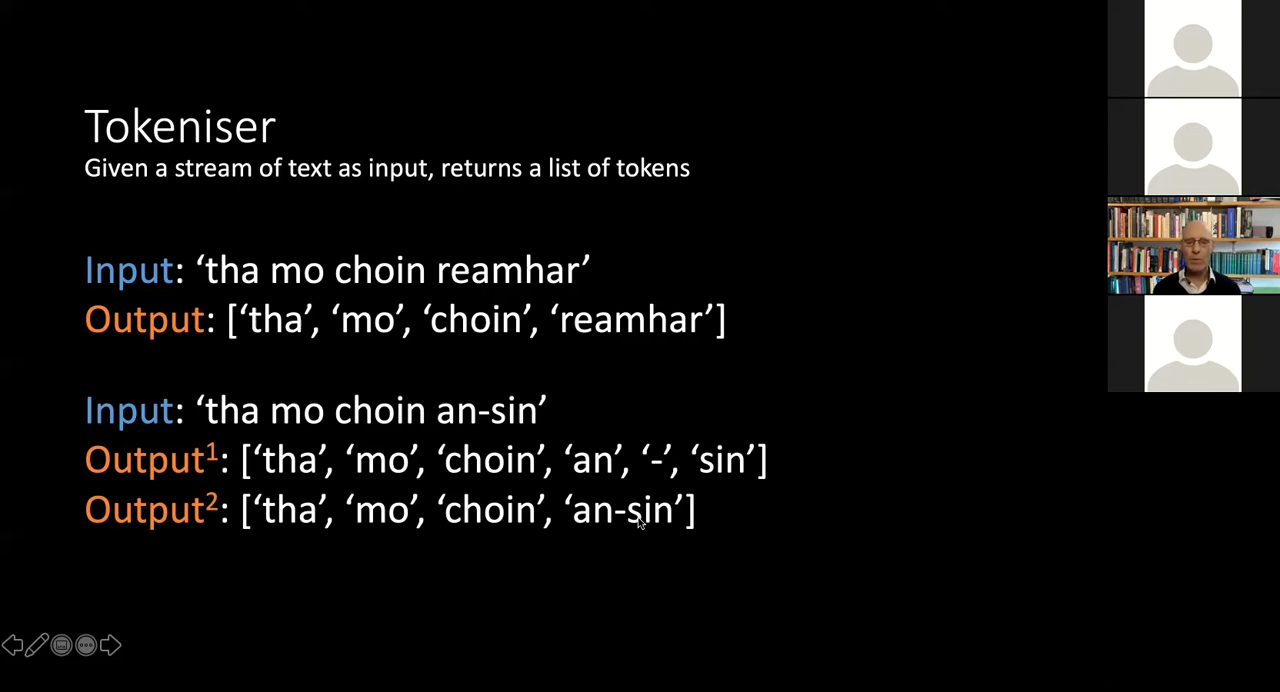 Tokeniser
Given a stream of text as input, returns a list of tokens
Input: ‘tha mo choin reamhar’
Output: [‘tha’, ‘mo’, ‘choin’, ‘reamhar’]
Input: ‘tha mo choin an-sin’
Output¹: [‘tha’, ‘mo’, ‘choin’, ‘an’, ‘-’, ‘sin’]
Output²: [‘tha’, ‘mo’, ‘choin’, ‘an-sin’]